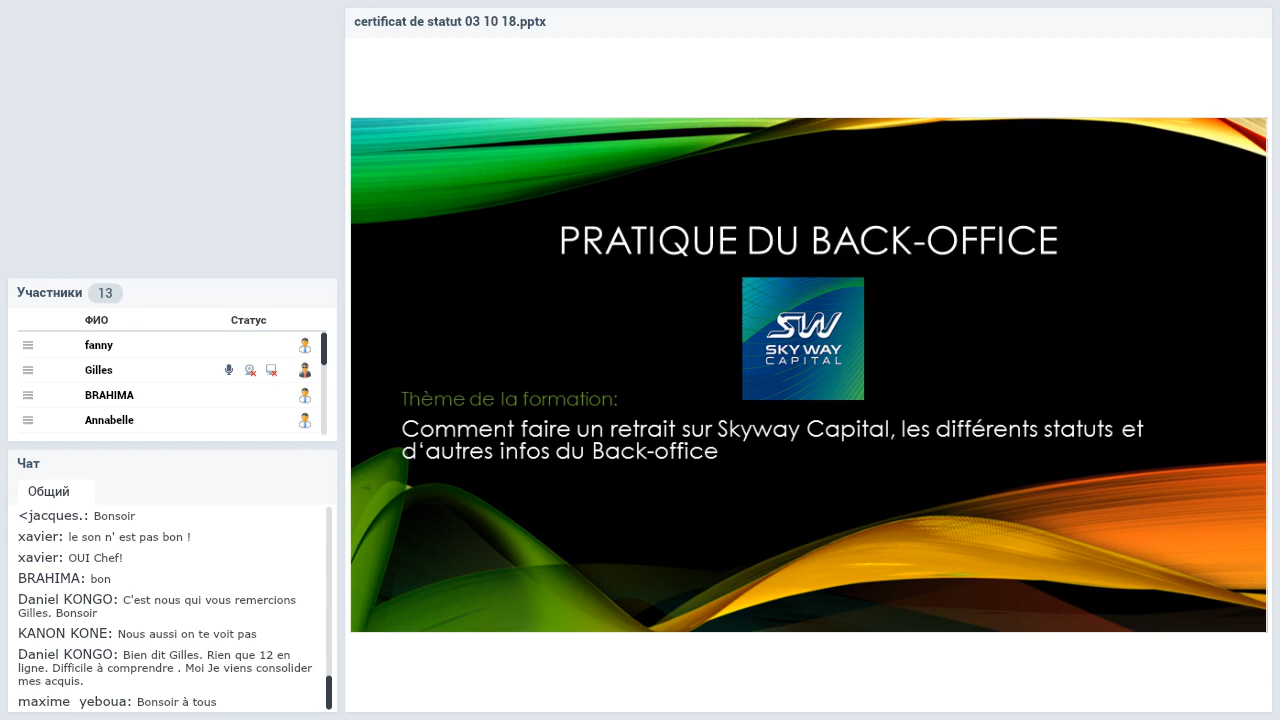 certificat de statut 03 10 18.pptx
PRATIQUE DU BACK-OFFICE
SW
SKY WAY
CAPITAL
Thème de la formation:
Comment faire un retrait sur Skyway Capital, les différents statuts et
d‘autres infos du Back-office
Участники 13
ФИО Статус
fanny
Gilles
BRAHIMA
Annabelle
Чат
Общий
<jacques.: Bonsoir
xavier: le son n' est pas bon !
xavier: OUI Chef!
BRAHIMA: bon
Daniel KONGO: C'est nous qui vous remercions
Gilles. Bonsoir
KANON KONE: Nous aussi on te voit pas
Daniel KONGO: Bien dit Gilles. Rien que 12 en
ligne. Difficile à comprendre . Moi Je viens consolider
mes acquis.
maxime yeboua: Bonsoir à tous